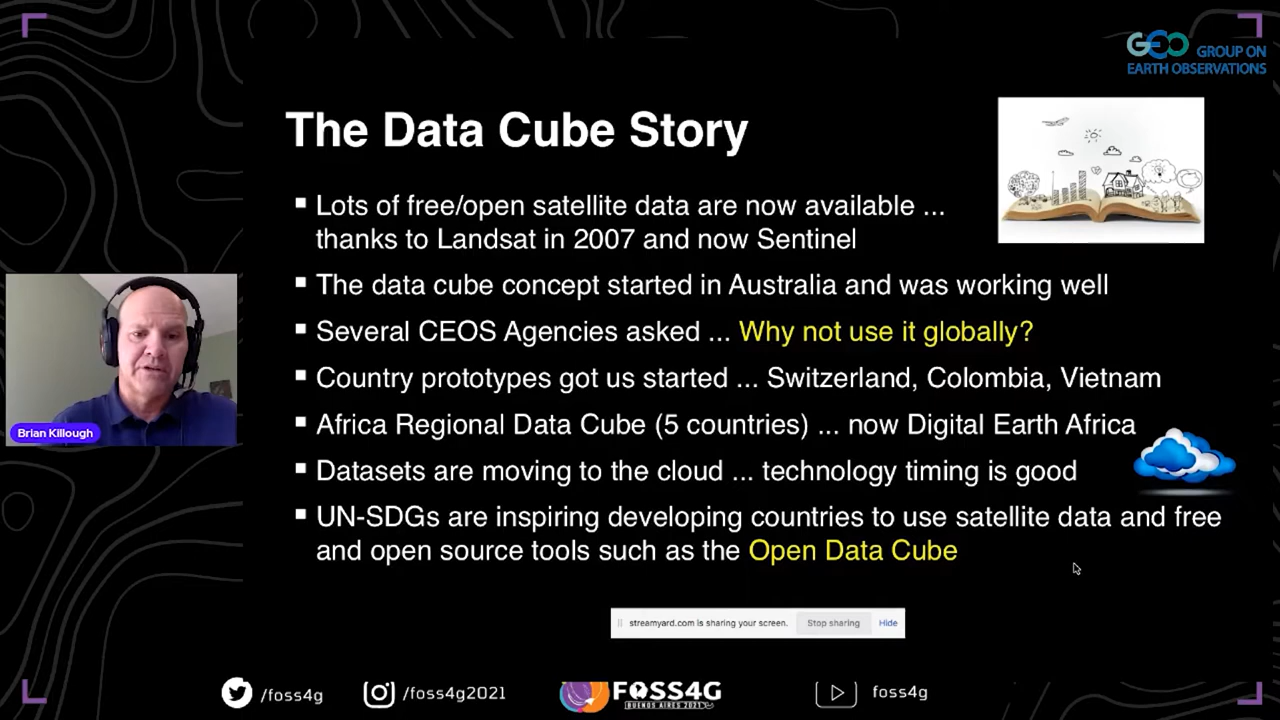 GEO GROUP ON
EARTH OBSERVATIONS
The Data Cube Story
▪ Lots of free/open satellite data are now available ...
thanks to Landsat in 2007 and now Sentinel
▪ The data cube concept started in Australia and was working well
▪ Several CEOS Agencies asked ... Why not use it globally?
▪ Country prototypes got us started ... Switzerland, Colombia, Vietnam
▪ Africa Regional Data Cube (5 countries) ... now Digital Earth Africa
▪ Datasets are moving to the cloud ... technology timing is good
▪ UN-SDGs are inspiring developing countries to use satellite data and free
and open source tools such as the Open Data Cube
Brian Killough
streamyard.com is sharing your screen. Stop sharing Hide
/foss4g /foss4g2021 FOSS4G foss4g
BUENOS AIRES 2021